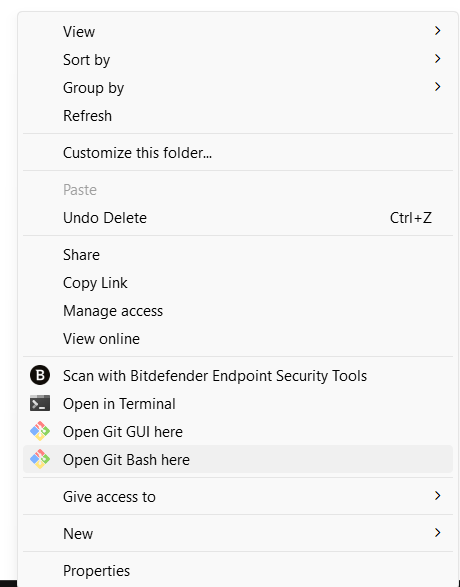 View
Sort by
Group by
Refresh
Customize this folder...
Paste
Undo Delete Ctrl+Z
Share
Copy Link
Manage access
View online
B Scan with Bitdefender Endpoint Security Tools
Open in Terminal
Open Git GUI here
Open Git Bash here
Give access to
New
Properties